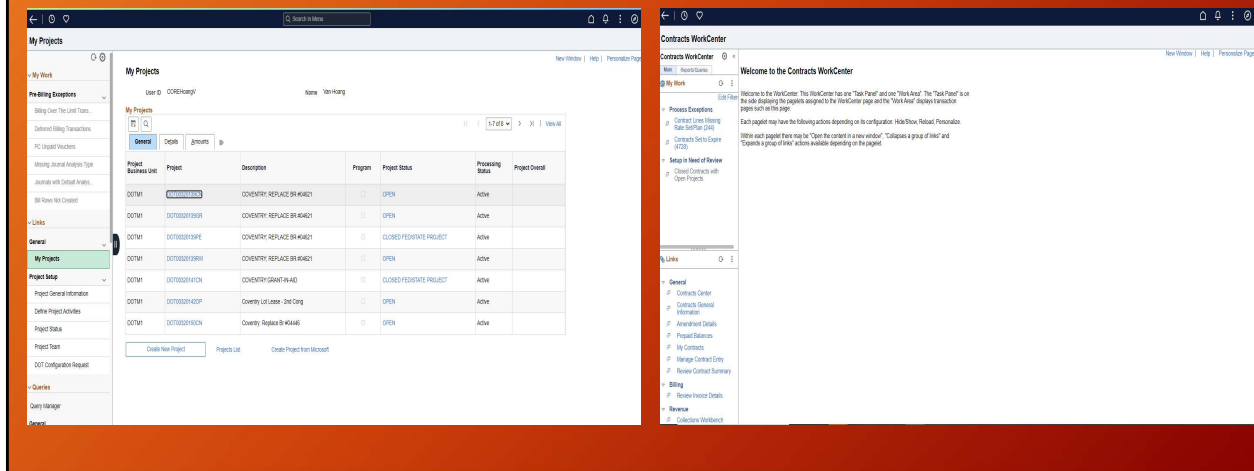 Search in Menu
My Projects
My Work
Pre-Billing Exceptions
Billing Over The Limit Trans...
Deferred Billing Transactions
PC Unpaid Vouchers
Missing Journal Analysis Type
Journals with Default Analys...
Bill Rows Not Created
Links
General
My Projects
Project Setup
Project General Information
Define Project Activities
Project Status
Project Team
DOT Configuration Request
Queries
Query Manager
General
New Window | Help | Personalize Page
My Projects
User ID COREHoangV Name Van Hoang
My Projects
1-7 of 8 View All
General Details Amounts
Project Business Unit Project Description Program Project Status Processing Status Project Overall
DOTM1 COVENTRY; REPLACE BR.#04621 OPEN Active
DOTM1 DOT00320139GR COVENTRY; REPLACE BR.#04621 OPEN Active
DOTM1 DOT00320139PE COVENTRY; REPLACE BR.#04621 CLOSED FED/STATE PROJECT Active
DOTM1 DOT00320139RW COVENTRY; REPLACE BR.#04621 OPEN Active
DOTM1 DOT00320141CN COVENTRY:GRANT-IN-AID CLOSED FED/STATE PROJECT Active
DOTM1 DOT00320142OP Coventry Lot Lease - 2nd Cong OPEN Active
DOTM1 DOT00320150CN Coventry: Replace Br #04446 OPEN Active
Create New Project Projects List Create Project from Microsoft
Contracts WorkCenter
Contracts WorkCenter
Main Reports/Queries
My Work
Edit Filters
Process Exceptions
Contract Lines Missing
Rate Set/Plan (244)
Contracts Set to Expire
(4728)
Setup in Need of Review
Closed Contracts with
Open Projects
Links
General
Contracts Center
Contracts General
Information
Amendment Details
Prepaid Balances
My Contracts
Manage Contract Entry
Review Contract Summary
Billing
Review Invoice Details
Revenue
Collections Workbench
New Window | Help | Personalize Page
Welcome to the Contracts WorkCenter
Welcome to the WorkCenter. This WorkCenter has one "Task Panel" and one "Work Area". The "Task Panel" is on
the side displaying the pagelets assigned to the WorkCenter page and the "Work Area" displays transaction
pages such as this page.
Each pagelet may have the following actions depending on its configuration: Hide/Show, Reload, Personalize.
Within each pagelet there may be "Open the content in a new window", "Collapses a group of links" and
"Expands a group of links" actions available depending on the pagelet.